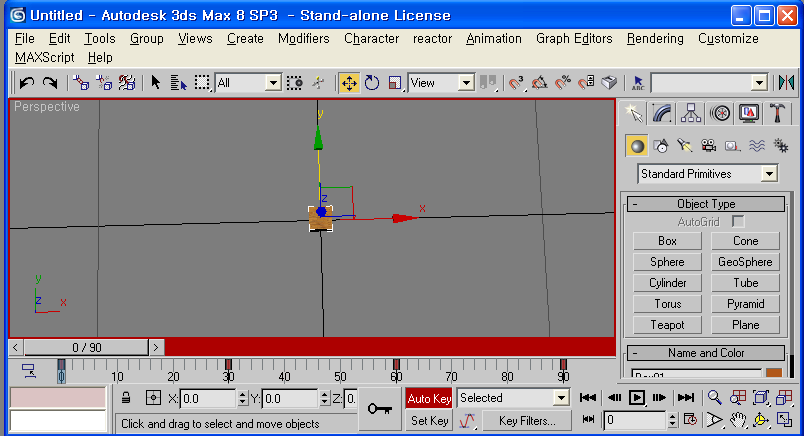 Untitled - Autodesk 3ds Max 8 SP3 - Stand-alone License
File Edit Tools Group Views Create Modifiers Character reactor Animation Graph Editors Rendering Customize
MAXScript Help
All View ABC
Perspective
y
z
x
y
z x
Standard Primitives
- Object Type
AutoGrid
Box Cone
Sphere GeoSphere
Cylinder Tube
Torus Pyramid
Teapot Plane
- Name and Color
Box01
< 0 / 90 >
0 10 20 30 40 50 60 70 80 90
X: 0.0 Y: 0.0 Z: 0.
Auto Key Selected
Click and drag to select and move objects
Set Key Key Filters... 0